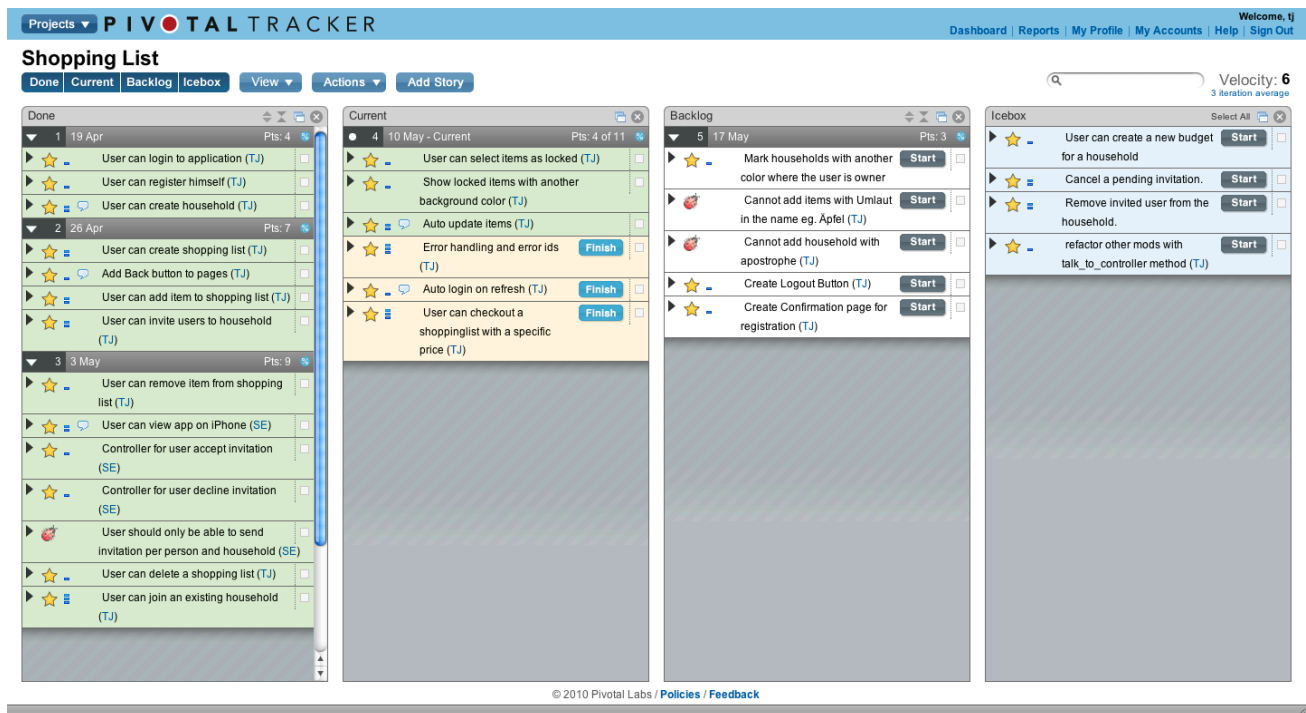 Projects ▼ PIVOTAL TRACKER
Welcome, tj
Dashboard | Reports | My Profile | My Accounts | Help | Sign Out
Shopping List
Done Current Backlog Icebox View ▼ Actions ▼ Add Story
Velocity: 6
3 iteration average
Done
1 19 Apr Pts: 4
User can login to application (TJ)
User can register himself (TJ)
User can create household (TJ)
2 26 Apr Pts: 7
User can create shopping list (TJ)
Add Back button to pages (TJ)
User can add item to shopping list (TJ)
User can invite users to household
(TJ)
3 3 May Pts: 9
User can remove item from shopping
list (TJ)
User can view app on iPhone (SE)
Controller for user accept invitation
(SE)
Controller for user decline invitation
(SE)
User should only be able to send
invitation per person and household (SE)
User can delete a shopping list (TJ)
User can join an existing household
(TJ)
Current
4 10 May - Current Pts: 4 of 11
User can select items as locked (TJ)
Show locked items with another
background color (TJ)
Auto update items (TJ)
Error handling and error ids Finish
(TJ)
Auto login on refresh (TJ) Finish
User can checkout a Finish
shoppinglist with a specific
price (TJ)
Backlog
5 17 May Pts: 3
Mark households with another Start
color where the user is owner
Cannot add items with Umlaut Start
in the name eg. Äpfel (TJ)
Cannot add household with Start
apostrophe (TJ)
Create Logout Button (TJ) Start
Create Confirmation page for Start
registration (TJ)
Icebox Select All
User can create a new budget Start
for a household
Cancel a pending invitation. Start
Remove invited user from the Start
household.
refactor other mods with Start
talk_to_controller method (TJ)
© 2010 Pivotal Labs / Policies / Feedback